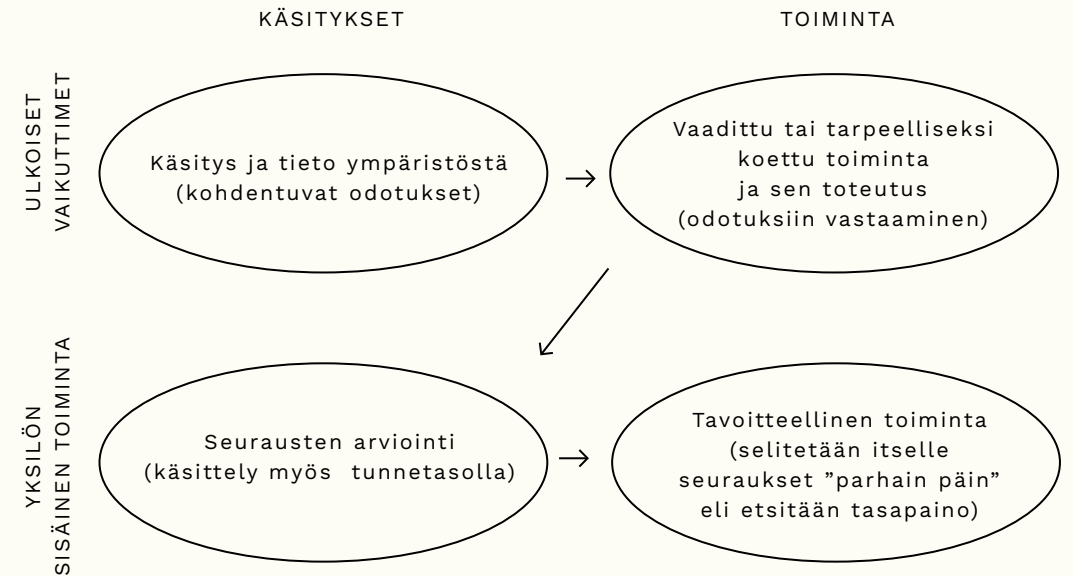 KÄSITYKSET
TOIMINTA
ULKOISET
VAIKUTTIMET
Käsitys ja tieto ympäristöstä
(kohdentuvat odotukset)
Vaadittu tai tarpeelliseksi
koettu toiminta
ja sen toteutus
(odotuksiin vastaaminen)
YKSILÖN
SISÄINEN TOIMINTA
Seurausten arviointi
(käsittely myös tunnetasolla)
Tavoitteellinen toiminta
(selitetään itselle
seuraukset ”parhain päin”
eli etsitään tasapaino)